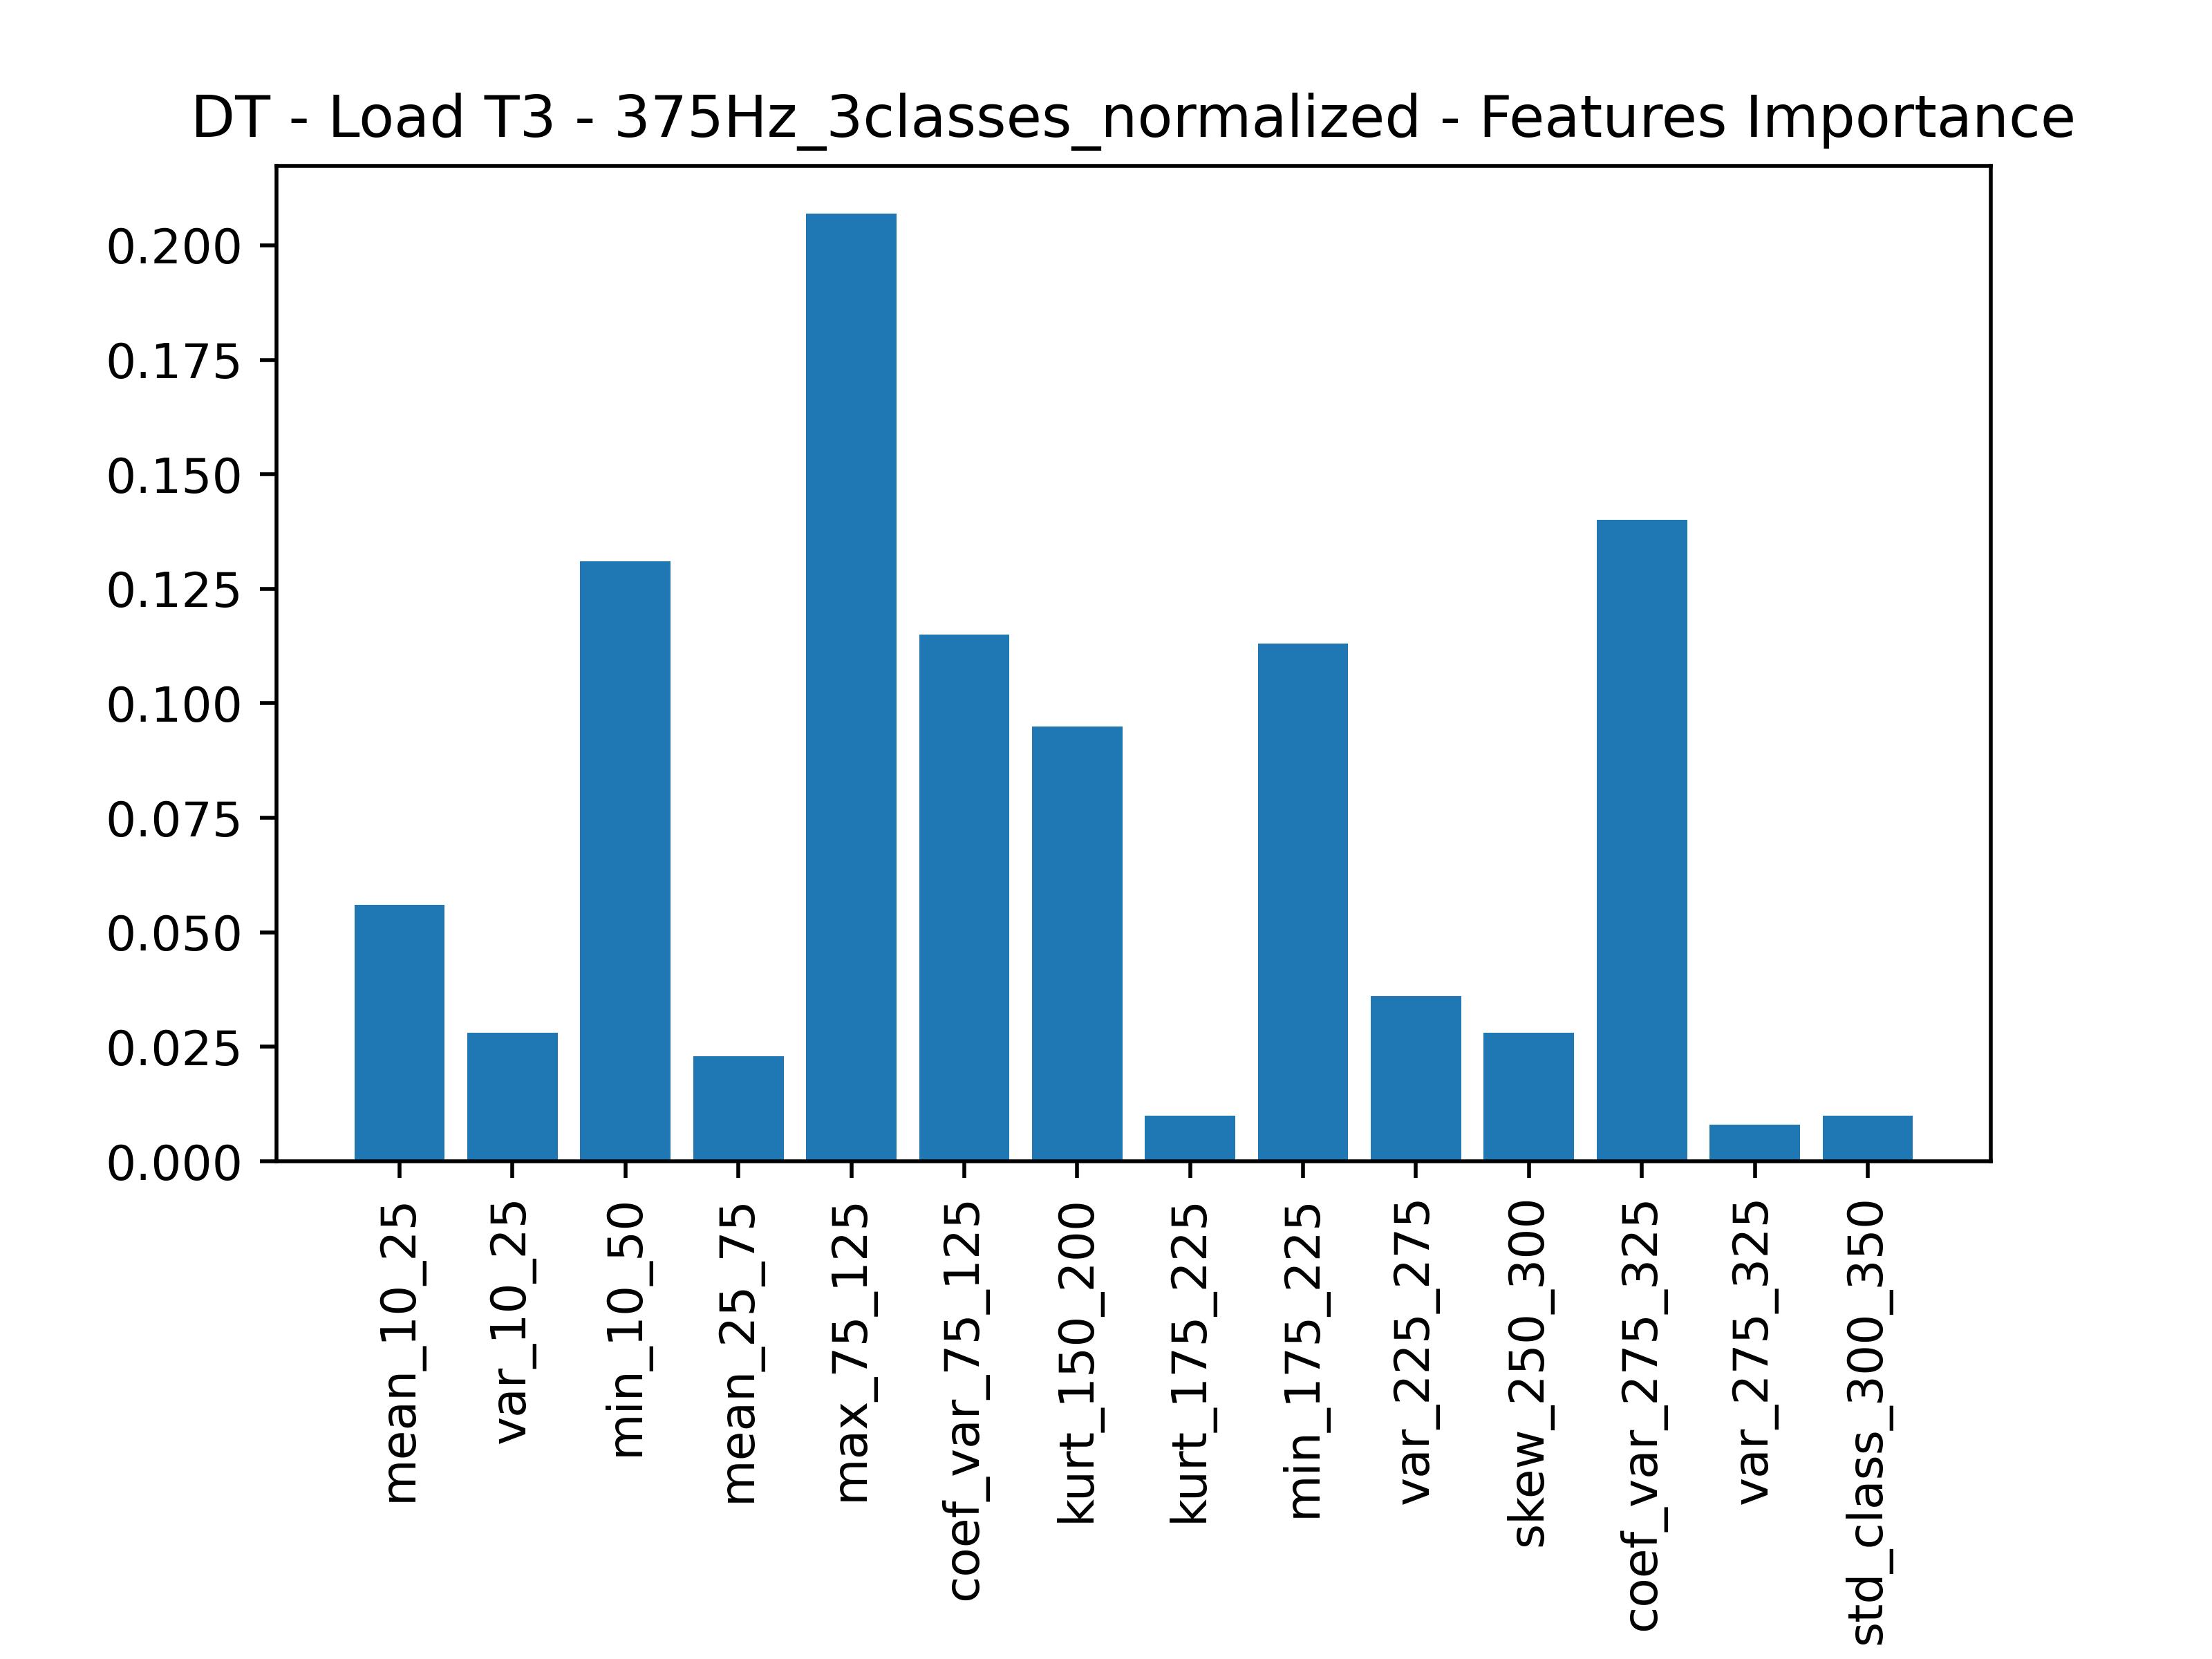 DT - Load T3 - 375Hz_3classes_normalized - Features Importance
0.200
0.175
0.150
0.125
0.100
0.075
0.050
0.025
0.000
mean_10_25
var_10_25
min_10_50
mean_25_75
max_75_125
coef_var_75_125
kurt_150_200
kurt_175_225
min_175_225
var_225_275
skew_250_300
coef_var_275_325
var_275_325
std_class_300_350